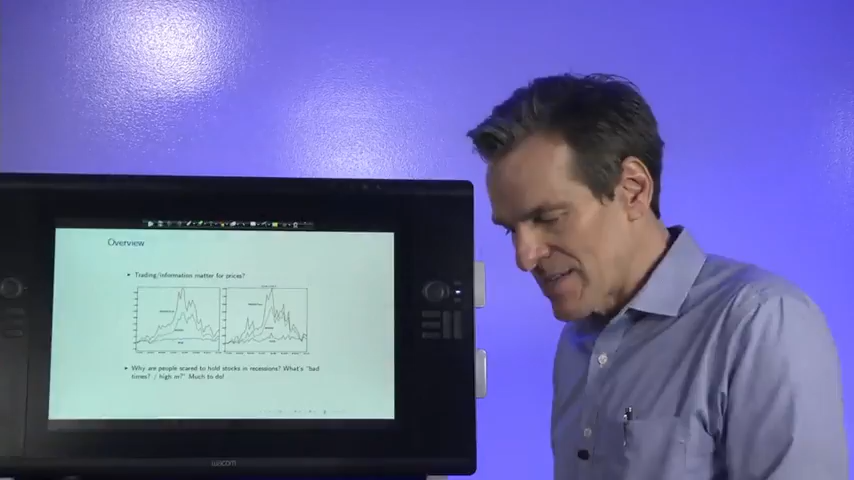 Overview
Trading/information matter for prices?
Why are people scared to hold stocks in recessions? What's "bad
times? / high m?" Much to do!
wacom